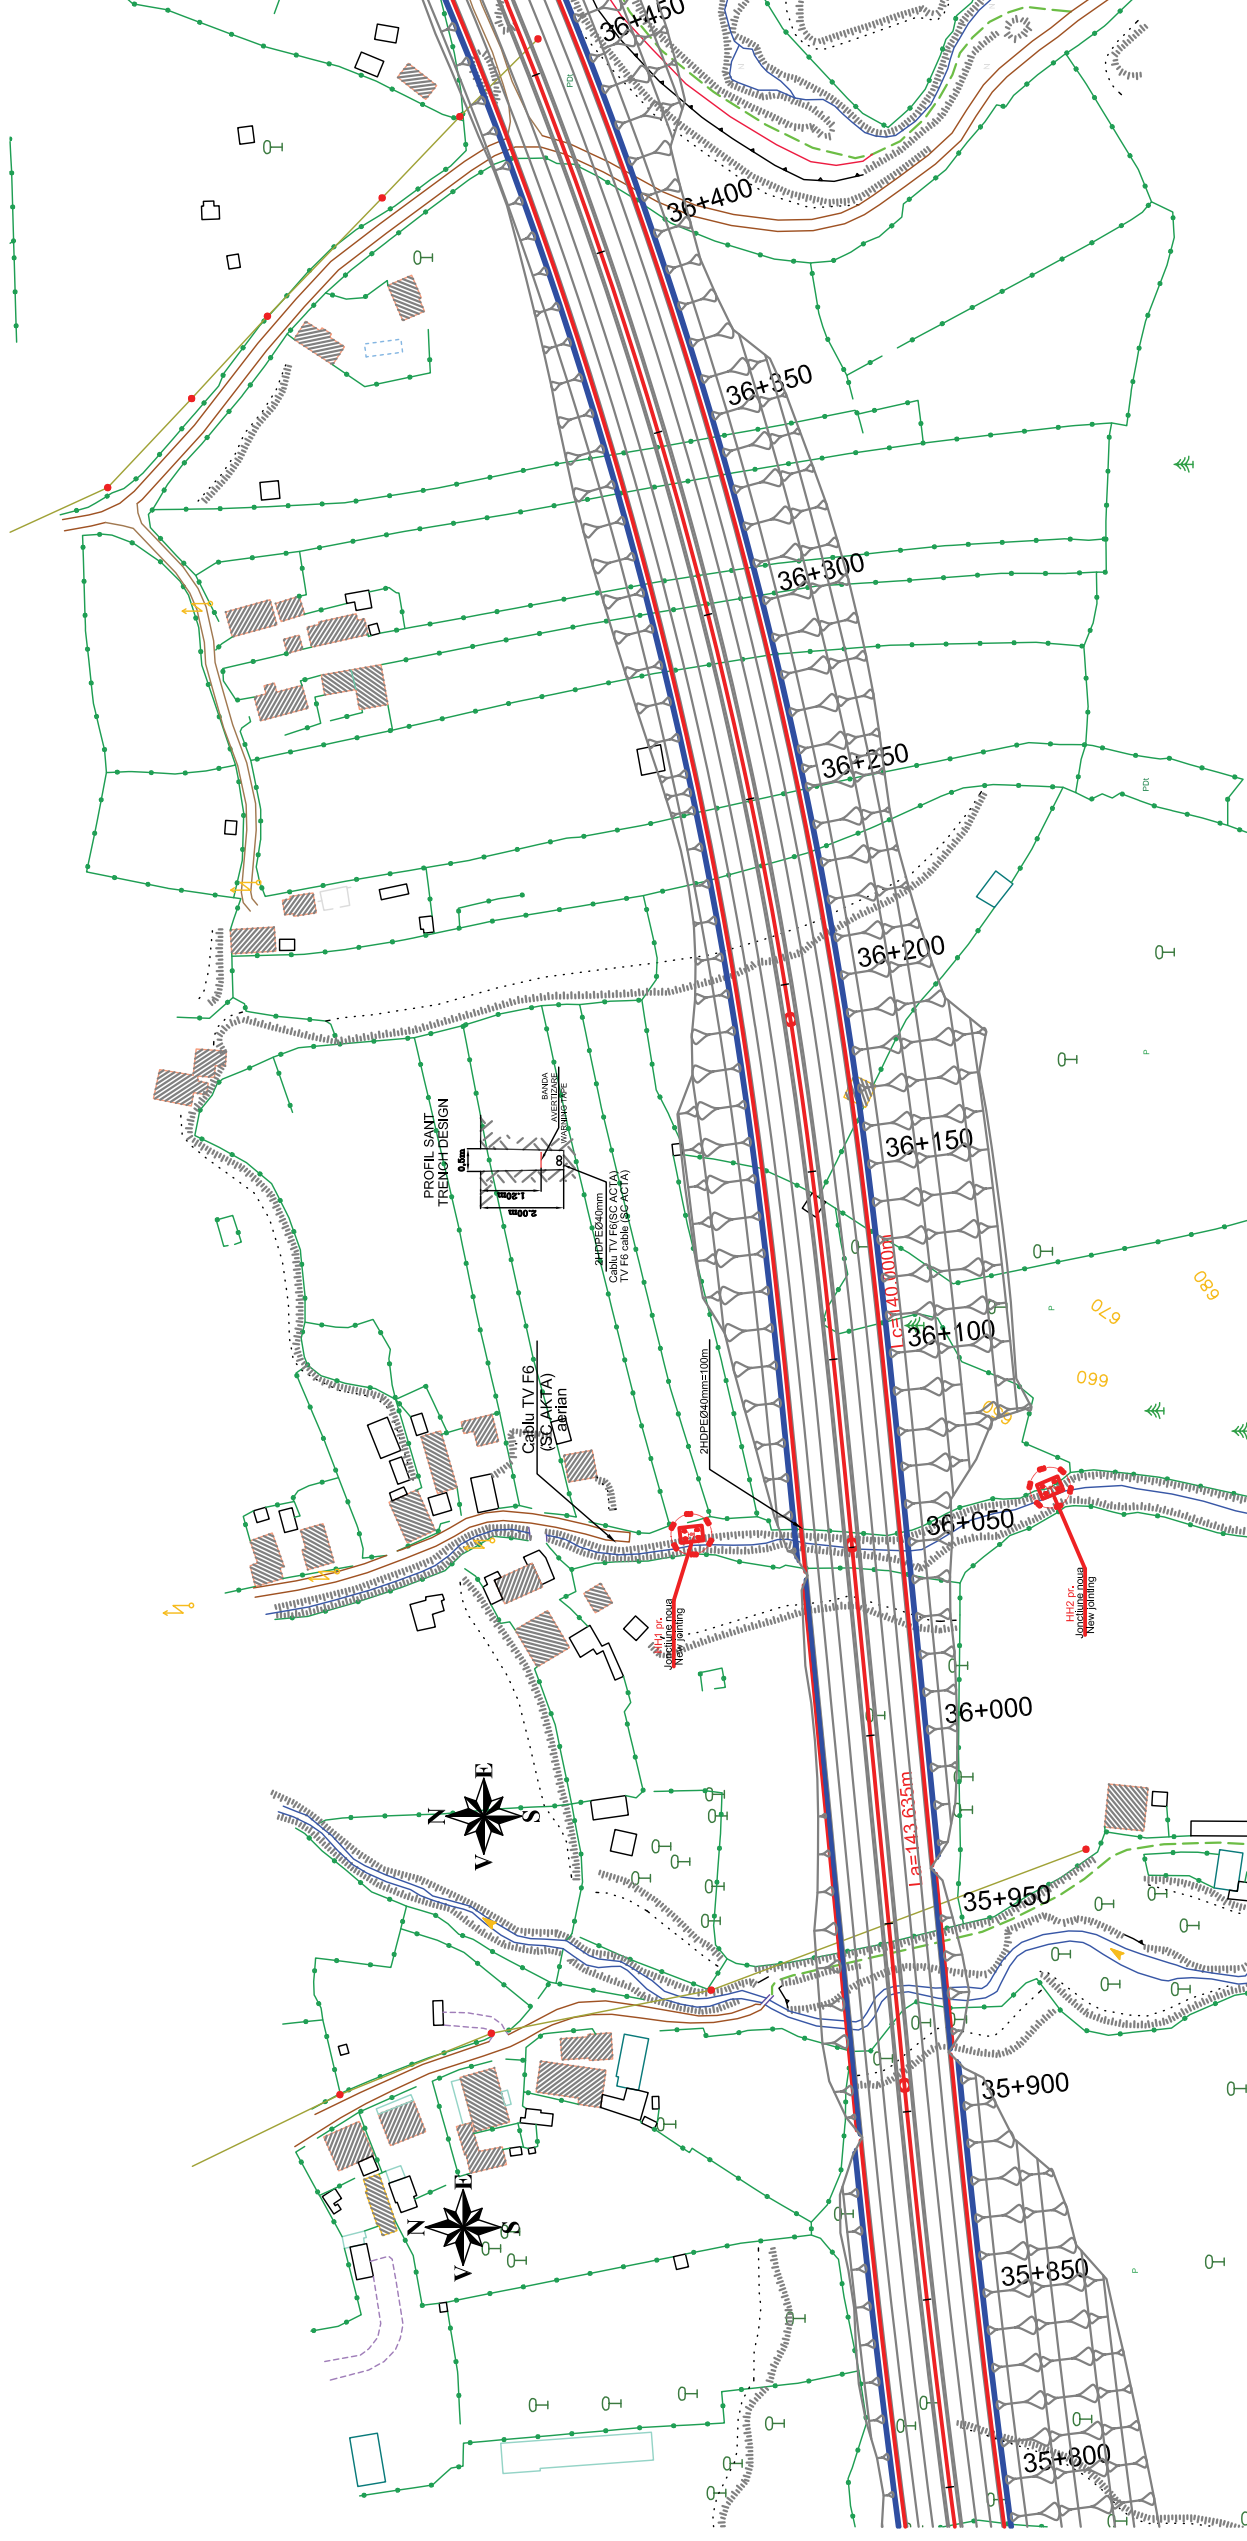 36+450
PDt
36+400
36+350
36+300
36+250
PDt
36+200
P
36+150
PROFIL SANT
TRENCH DESIGN
BANDA
AVERTIZARE
WARNING TAPE
0,5m
1.20m
2.00m
2HDPEØ40mm
Cablu TV F6(SC ACTA)
TV F6 cable (SC ACTA)
Lc=140.000m
680
670
660
P
36+100
Cablu TV F6
(SC AKTA)
aerian
2HDPEØ40mm=100m
36+050
HH1 pr.
Jonctiune noua
New jointing
HH2 pr.
Jonctiune noua
New jointing
36+000
N
E
S
V
La=143.635m
35+950
35+900
N
E
S
V
35+850
P
35+800